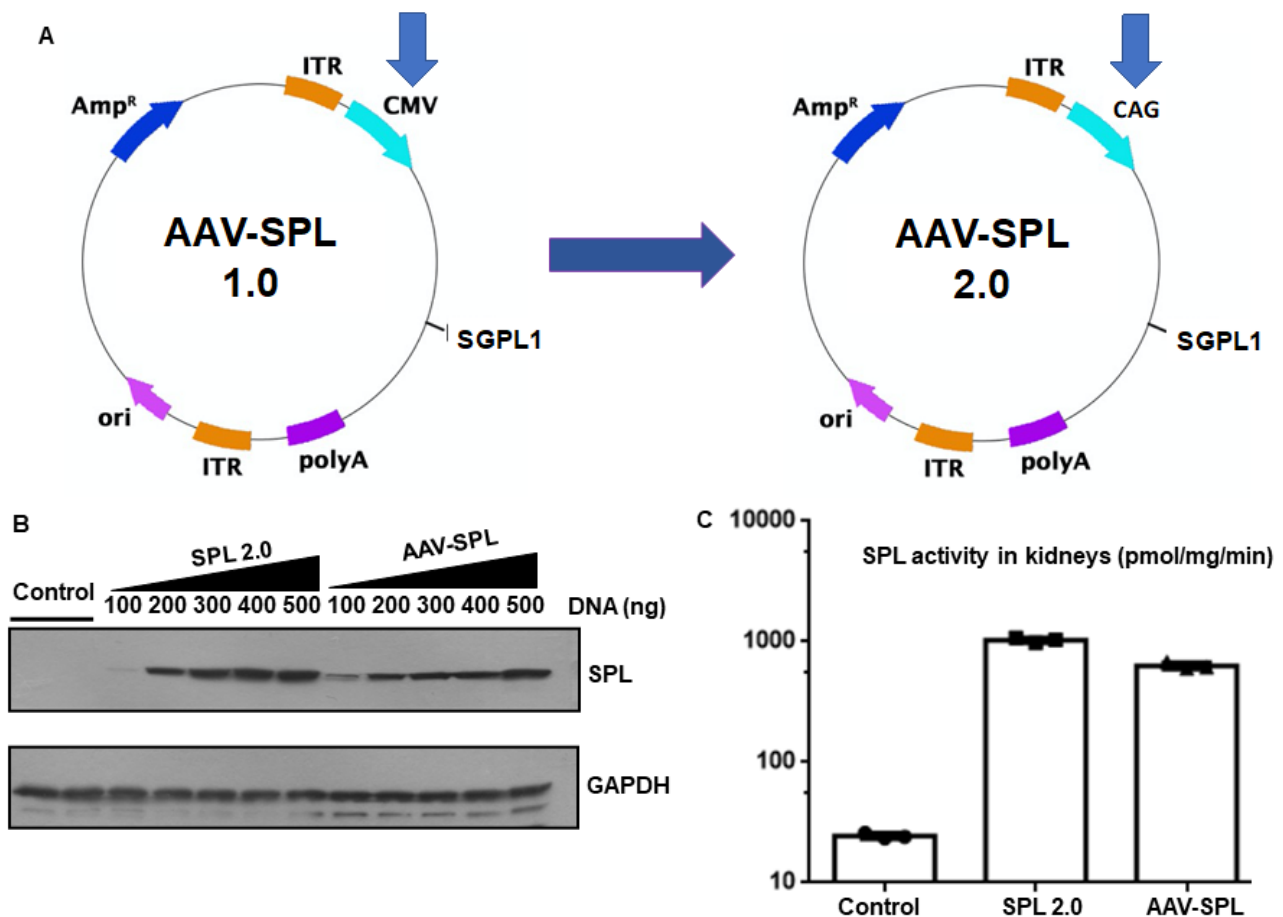 A
ITR
CMV
Amp^R
AAV-SPL
1.0
SGPL1
ori
ITR
polyA
ITR
CAG
Amp^R
AAV-SPL
2.0
SGPL1
ori
ITR
polyA
B
SPL 2.0
AAV-SPL
Control
100 200 300 400 500 100 200 300 400 500 DNA (ng)
SPL
GAPDH
C
SPL activity in kidneys (pmol/mg/min)
10000
1000
100
10
Control SPL 2.0 AAV-SPL